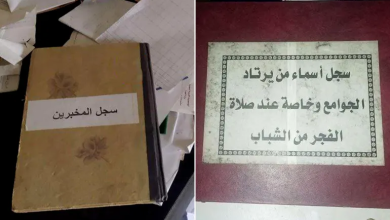 سجل المخبرين
سجل أسماء من يرتاد
الجوامع وخاصة عند صلاة
الفجر من الشباب